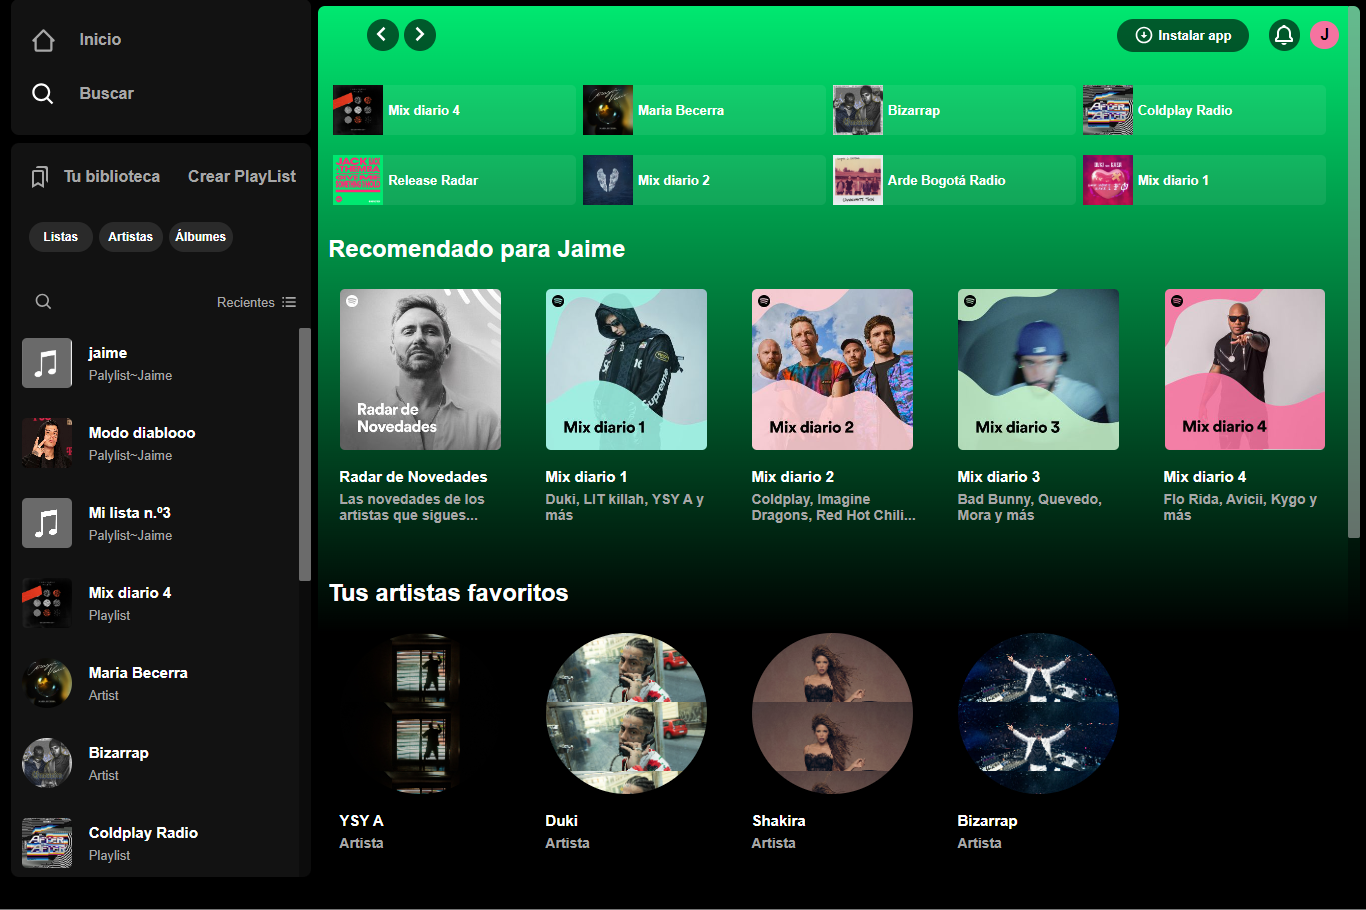 Inicio
Buscar
Tu biblioteca
Crear PlayList
Listas
Artistas
Álbumes
Recientes
jaime
Palylist~Jaime
Modo diablooo
Palylist~Jaime
Mi lista n.º3
Palylist~Jaime
Mix diario 4
Playlist
Maria Becerra
Artist
Bizarrap
Artist
Coldplay Radio
Playlist
Instalar app
J
Mix diario 4
Maria Becerra
Bizarrap
Coldplay Radio
Release Radar
Mix diario 2
Arde Bogotá Radio
Mix diario 1
Recomendado para Jaime
Radar de
Novedades
Mix diario 1
Mix diario 2
Mix diario 3
Mix diario 4
Radar de Novedades
Las novedades de los
artistas que sigues...
Mix diario 1
Duki, LIT killah, YSY A y
más
Mix diario 2
Coldplay, Imagine
Dragons, Red Hot Chili...
Mix diario 3
Bad Bunny, Quevedo,
Mora y más
Mix diario 4
Flo Rida, Avicii, Kygo y
más
Tus artistas favoritos
YSY A
Artista
Duki
Artista
Shakira
Artista
Bizarrap
Artista